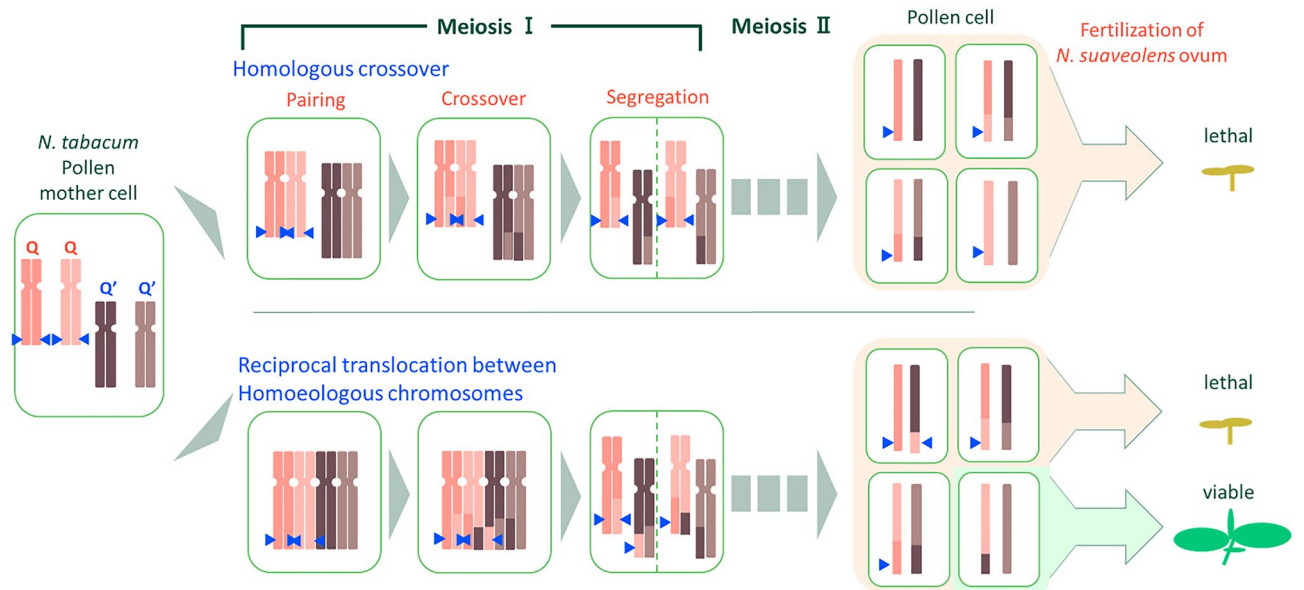 Meiosis Ⅰ
Meiosis Ⅱ
Pollen cell
Fertilization of
N. suaveolens ovum
Homologous crossover
Pairing
Crossover
Segregation
lethal
N. tabacum
Pollen
mother cell
Q Q
Q’ Q’
Reciprocal translocation between
Homoeologous chromosomes
lethal
viable